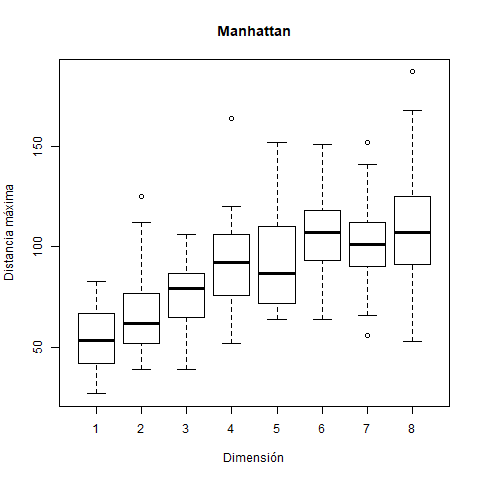 Manhattan
Distancia máxima
150
100
50
1 2 3 4 5 6 7 8
Dimensión